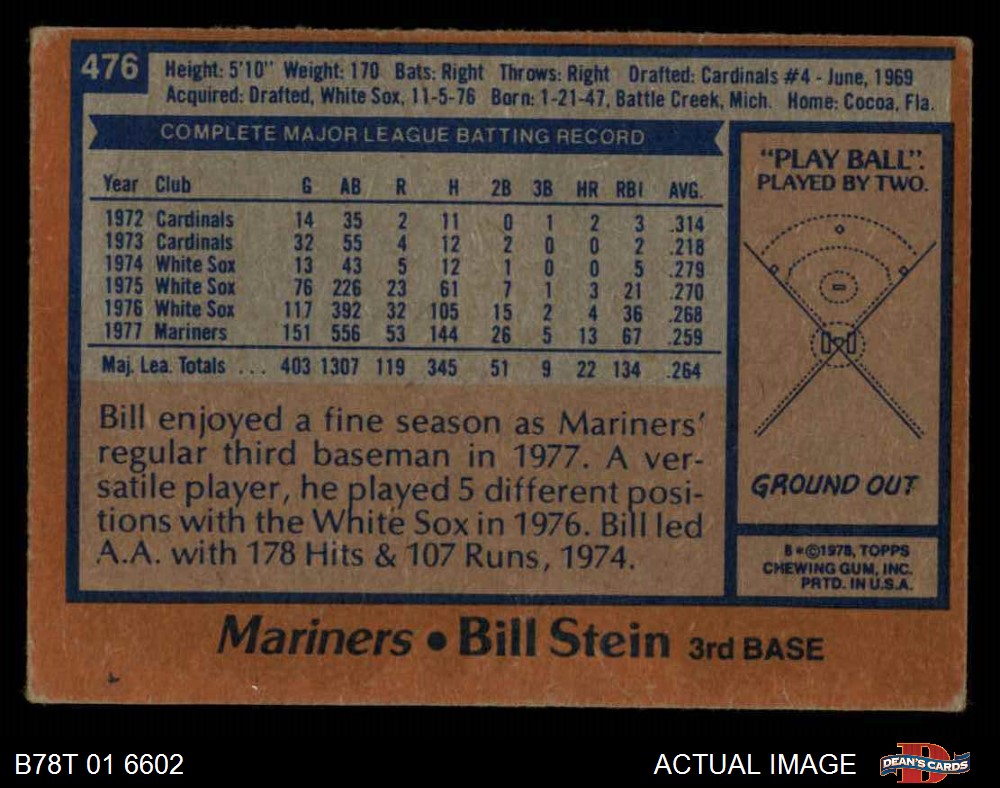 476
Height: 5'10" Weight: 170 Bats: Right Throws: Right Drafted: Cardinals #4 - June, 1969
Acquired: Drafted, White Sox, 11-5-76 Born: 1-21-47, Battle Creek, Mich. Home: Cocoa, Fla.
COMPLETE MAJOR LEAGUE BATTING RECORD
Year Club G AB R H 2B 3B HR RBI AVG.
1972 Cardinals 14 35 2 11 0 1 2 3 .314
1973 Cardinals 32 55 4 12 2 0 0 2 .218
1974 White Sox 13 43 5 12 1 0 0 5 .279
1975 White Sox 76 226 23 61 7 1 3 21 .270
1976 White Sox 117 392 32 105 15 2 4 36 .268
1977 Mariners 151 556 53 144 26 5 13 67 .259
Maj. Lea. Totals ... 403 1307 119 345 51 9 22 134 .264
Bill enjoyed a fine season as Mariners'
regular third baseman in 1977. A ver-
satile player, he played 5 different posi-
tions with the White Sox in 1976. Bill led
A.A. with 178 Hits & 107 Runs, 1974.
"PLAY BALL":
PLAYED BY TWO.
GROUND OUT
B*©1978, TOPPS
CHEWING GUM, INC.
PRTD. IN U.S.A.
Mariners • Bill Stein 3rd BASE
B78T 01 6602
ACTUAL IMAGE
D
DEAN'S CARDS